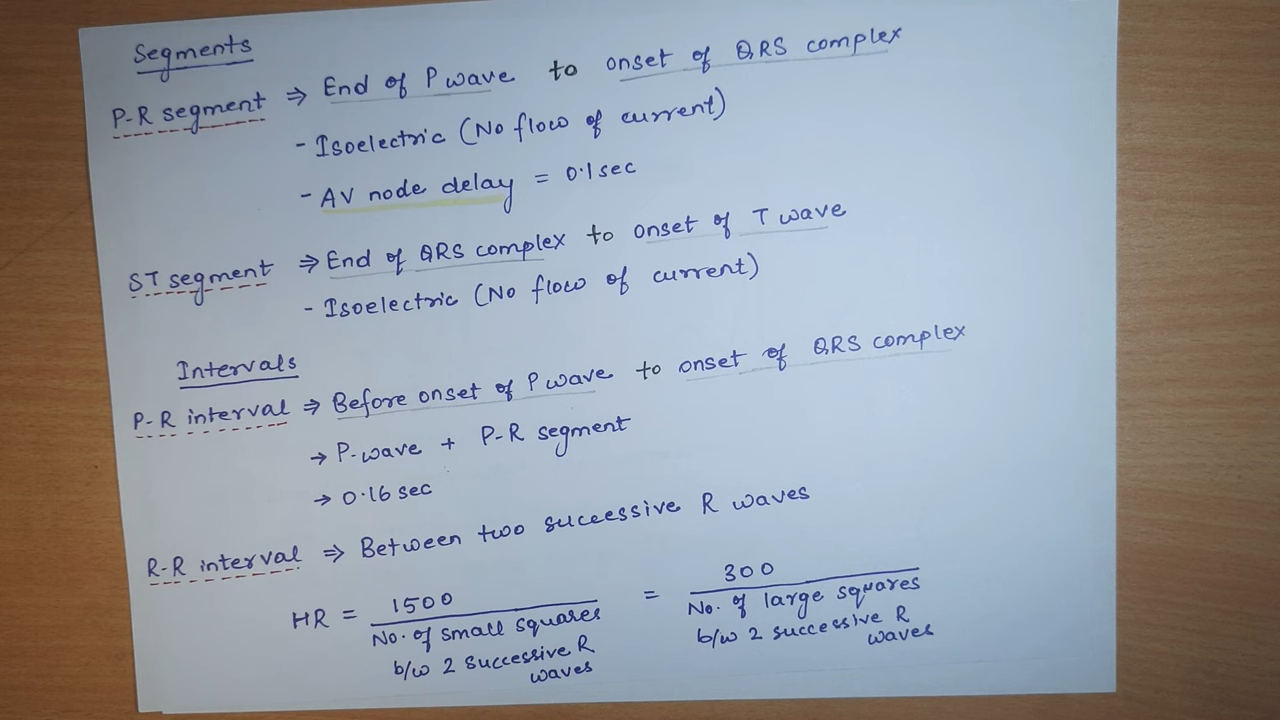 Segments
P-R segment ⇒ End of P wave to onset of QRS complex
- Isoelectric (No flow of current)
- AV node delay = 0.1 sec
ST segment ⇒ End of QRS complex to onset of T wave
- Isoelectric (No flow of current)
Intervals
P-R interval ⇒ Before onset of P wave to onset of QRS complex
→ P-wave + P-R segment
→ 0.16 sec
R-R interval ⇒ Between two successive R waves
HR = 1500 = 300
No. of small squares No. of large squares
b/w 2 successive R b/w 2 successive R
waves waves